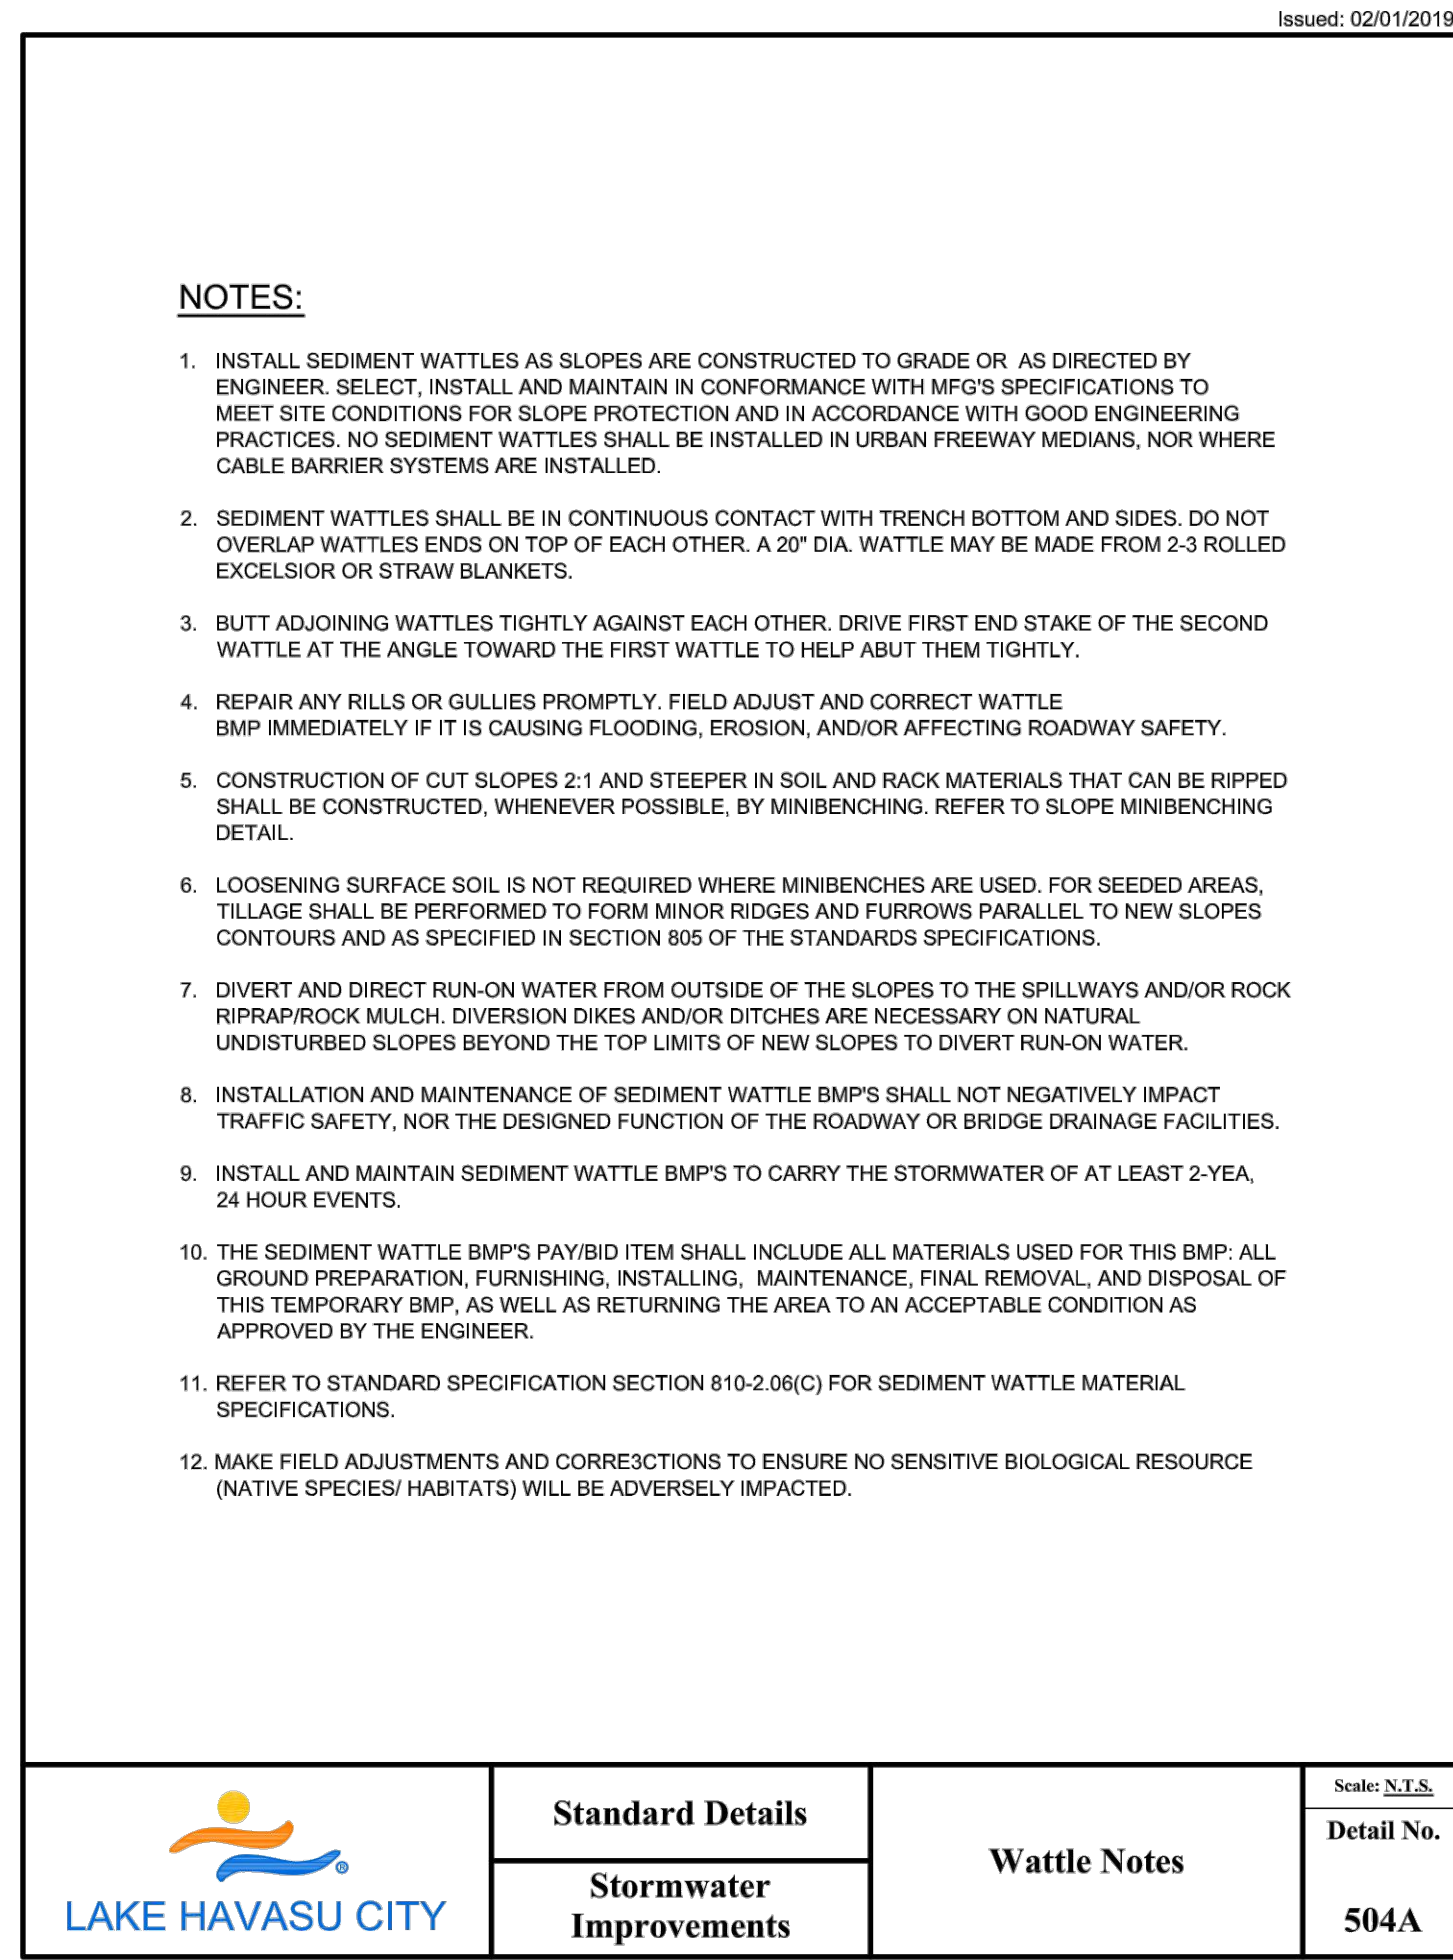 Issued: 02/01/2019
NOTES:
1. INSTALL SEDIMENT WATTLES AS SLOPES ARE CONSTRUCTED TO GRADE OR AS DIRECTED BY
ENGINEER. SELECT, INSTALL AND MAINTAIN IN CONFORMANCE WITH MFG'S SPECIFICATIONS TO
MEET SITE CONDITIONS FOR SLOPE PROTECTION AND IN ACCORDANCE WITH GOOD ENGINEERING
PRACTICES. NO SEDIMENT WATTLES SHALL BE INSTALLED IN URBAN FREEWAY MEDIANS, NOR WHERE
CABLE BARRIER SYSTEMS ARE INSTALLED.
2. SEDIMENT WATTLES SHALL BE IN CONTINUOUS CONTACT WITH TRENCH BOTTOM AND SIDES. DO NOT
OVERLAP WATTLES ENDS ON TOP OF EACH OTHER. A 20" DIA. WATTLE MAY BE MADE FROM 2-3 ROLLED
EXCELSIOR OR STRAW BLANKETS.
3. BUTT ADJOINING WATTLES TIGHTLY AGAINST EACH OTHER. DRIVE FIRST END STAKE OF THE SECOND
WATTLE AT THE ANGLE TOWARD THE FIRST WATTLE TO HELP ABUT THEM TIGHTLY.
4. REPAIR ANY RILLS OR GULLIES PROMPTLY. FIELD ADJUST AND CORRECT WATTLE
BMP IMMEDIATELY IF IT IS CAUSING FLOODING, EROSION, AND/OR AFFECTING ROADWAY SAFETY.
5. CONSTRUCTION OF CUT SLOPES 2:1 AND STEEPER IN SOIL AND RACK MATERIALS THAT CAN BE RIPPED
SHALL BE CONSTRUCTED, WHENEVER POSSIBLE, BY MINIBENCHING. REFER TO SLOPE MINIBENCHING
DETAIL.
6. LOOSENING SURFACE SOIL IS NOT REQUIRED WHERE MINIBENCHES ARE USED. FOR SEEDED AREAS,
TILLAGE SHALL BE PERFORMED TO FORM MINOR RIDGES AND FURROWS PARALLEL TO NEW SLOPES
CONTOURS AND AS SPECIFIED IN SECTION 805 OF THE STANDARDS SPECIFICATIONS.
7. DIVERT AND DIRECT RUN-ON WATER FROM OUTSIDE OF THE SLOPES TO THE SPILLWAYS AND/OR ROCK
RIPRAP/ROCK MULCH. DIVERSION DIKES AND/OR DITCHES ARE NECESSARY ON NATURAL
UNDISTURBED SLOPES BEYOND THE TOP LIMITS OF NEW SLOPES TO DIVERT RUN-ON WATER.
8. INSTALLATION AND MAINTENANCE OF SEDIMENT WATTLE BMP'S SHALL NOT NEGATIVELY IMPACT
TRAFFIC SAFETY, NOR THE DESIGNED FUNCTION OF THE ROADWAY OR BRIDGE DRAINAGE FACILITIES.
9. INSTALL AND MAINTAIN SEDIMENT WATTLE BMP'S TO CARRY THE STORMWATER OF AT LEAST 2-YEA,
24 HOUR EVENTS.
10. THE SEDIMENT WATTLE BMP'S PAY/BID ITEM SHALL INCLUDE ALL MATERIALS USED FOR THIS BMP: ALL
GROUND PREPARATION, FURNISHING, INSTALLING, MAINTENANCE, FINAL REMOVAL, AND DISPOSAL OF
THIS TEMPORARY BMP, AS WELL AS RETURNING THE AREA TO AN ACCEPTABLE CONDITION AS
APPROVED BY THE ENGINEER.
11. REFER TO STANDARD SPECIFICATION SECTION 810-2.06(C) FOR SEDIMENT WATTLE MATERIAL
SPECIFICATIONS.
12. MAKE FIELD ADJUSTMENTS AND CORRE3CTIONS TO ENSURE NO SENSITIVE BIOLOGICAL RESOURCE
(NATIVE SPECIES/ HABITATS) WILL BE ADVERSELY IMPACTED.
®
LAKE HAVASU CITY
Standard Details
Stormwater
Improvements
Wattle Notes
Scale: N.T.S.
Detail No.
504A